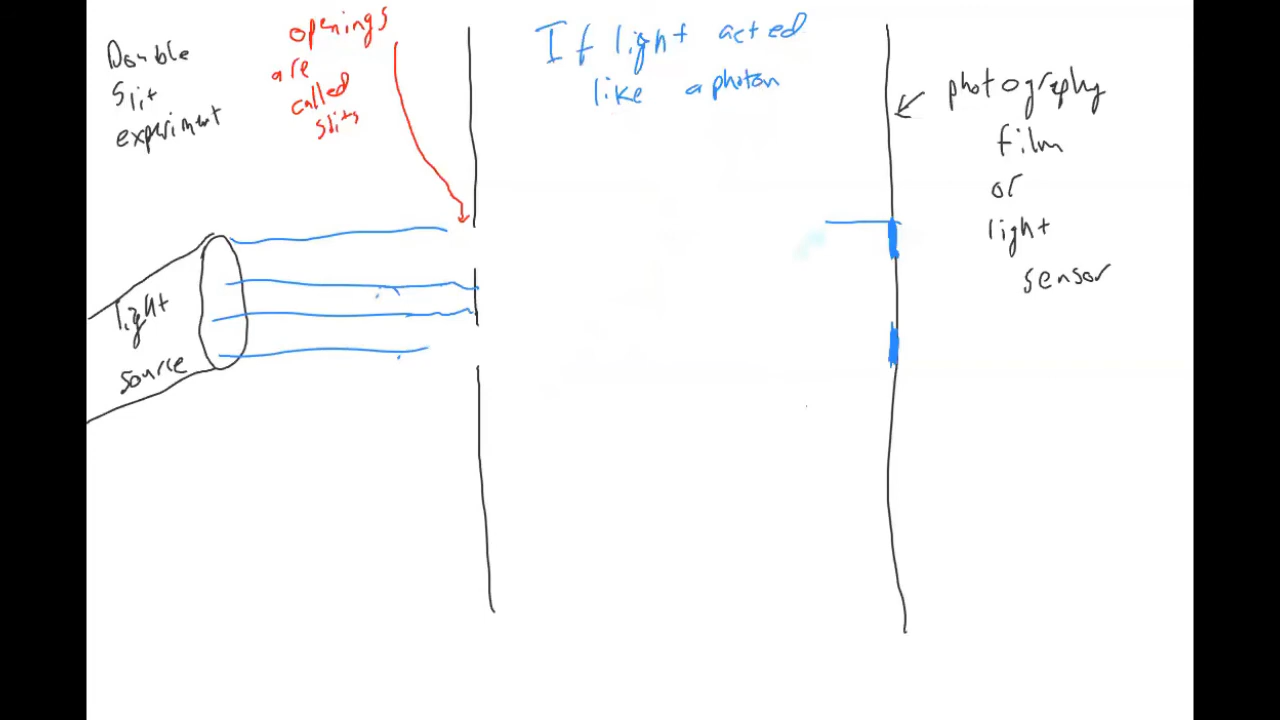 Double
Slit
experiment
openings
are
called
slits
If light acted
like a photon
photography
film
or
light
sensor
light
source